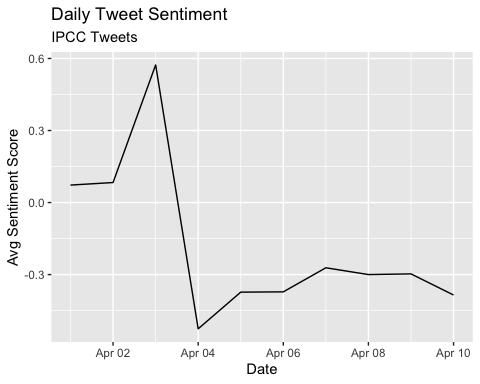 Daily Tweet Sentiment
IPCC Tweets
0.6
0.3
0.0
-0.3
Avg Sentiment Score
Apr 02 Apr 04 Apr 06 Apr 08 Apr 10
Date